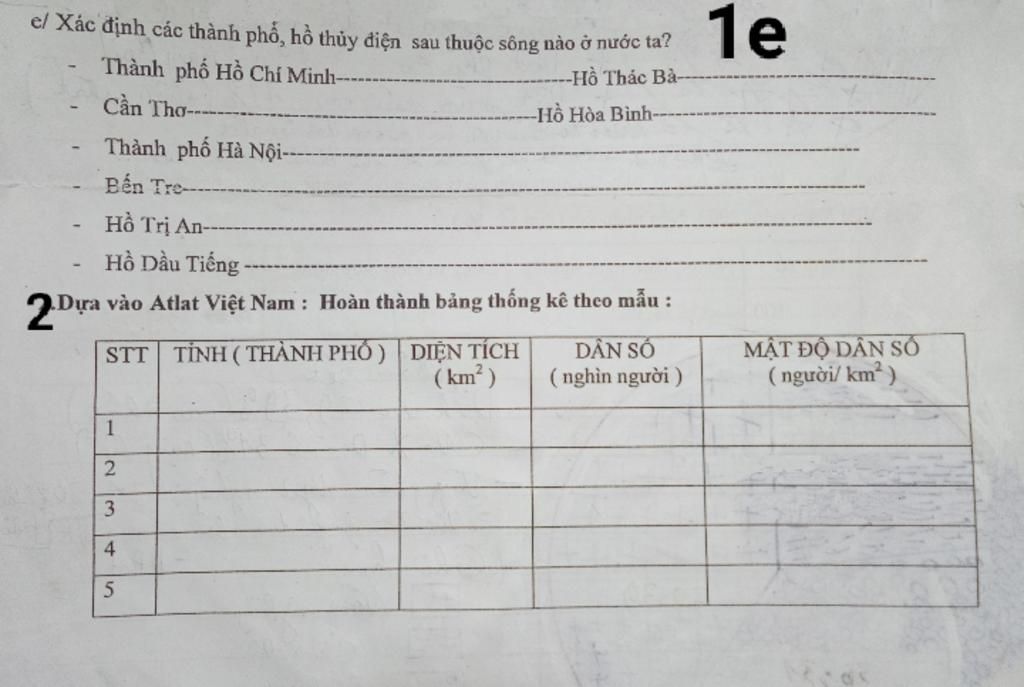 e/ Xác định các thành phố, hồ thủy điện sau thuộc sông nào ở nước ta?
1e
- Thành phố Hồ Chí Minh------------------------------Hồ Thác Bà------------------------------
- Cần Thơ------------------------------Hồ Hòa Bình------------------------------
- Thành phố Hà Nội------------------------------
- Bến Tre------------------------------
- Hồ Trị An------------------------------
- Hồ Dầu Tiếng ------------------------------
2.Dựa vào Atlat Việt Nam : Hoàn thành bảng thống kê theo mẫu :
STT TỈNH ( THÀNH PHỐ ) DIỆN TÍCH ( km² ) DÂN SỐ ( nghìn người ) MẬT ĐỘ DÂN SỐ ( người/ km² )
1
2
3
4
5